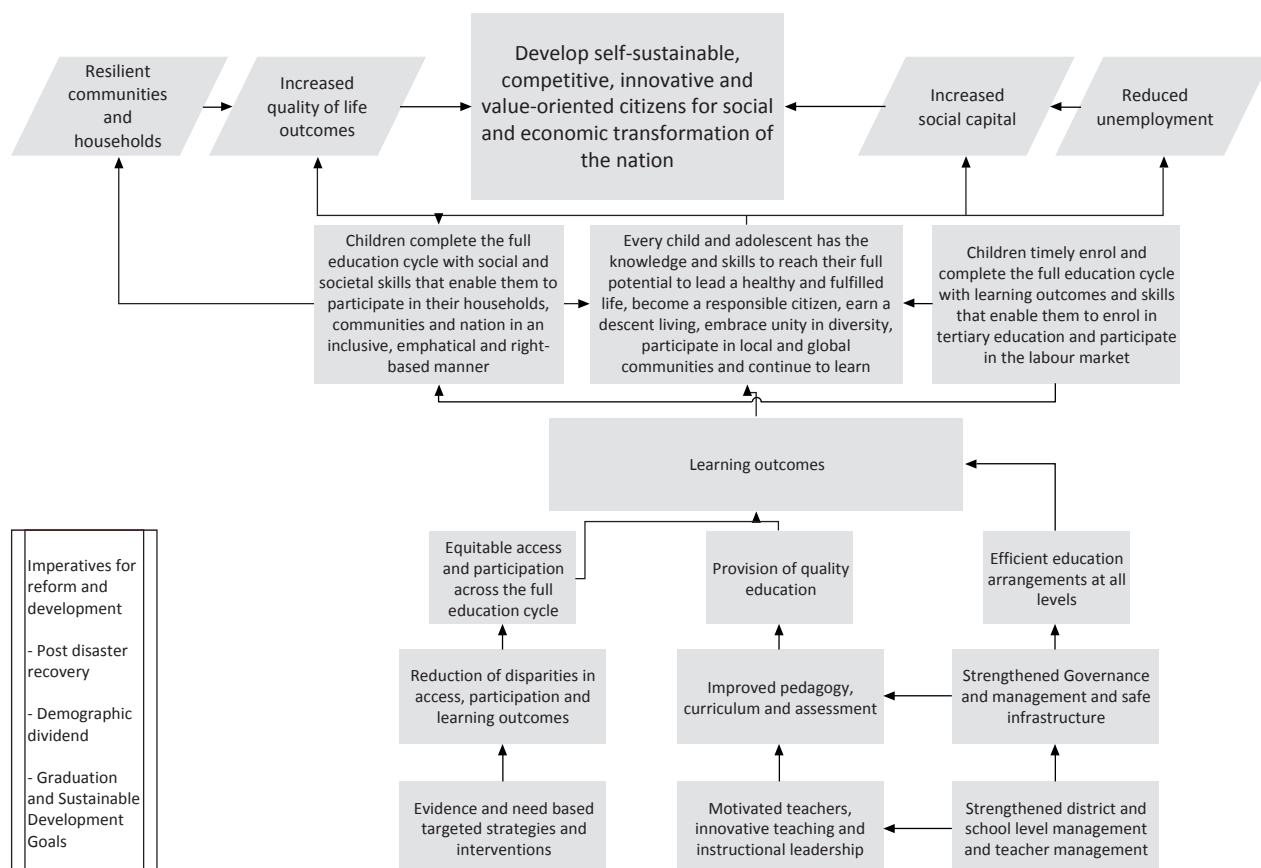 Resilient
communities
and
households
Increased
quality of life
outcomes
Develop self-sustainable,
competitive, innovative and
value-oriented citizens for social
and economic transformation of
the nation
Increased
social capital
Reduced
unemployment
Children complete the full
education cycle with social and
societal skills that enable them to
participate in their households,
communities and nation in an
inclusive, emphatical and right-
based manner
Every child and adolescent has the
knowledge and skills to reach their full
potential to lead a healthy and fulfilled
life, become a responsible citizen, earn a
descent living, embrace unity in diversity,
participate in local and global
communities and continue to learn
Children timely enrol and
complete the full education cycle
with learning outcomes and skills
that enable them to enrol in
tertiary education and participate
in the labour market
Learning outcomes
Imperatives for
reform and
development
- Post disaster
recovery
- Demographic
dividend
- Graduation
and Sustainable
Development
Goals
Equitable access
and participation
across the full
education cycle
Provision of quality
education
Efficient education
arrangements at all
levels
Reduction of disparities in
access, participation and
learning outcomes
Improved pedagogy,
curriculum and assessment
Strengthened Governance
and management and safe
infrastructure
Evidence and need based
targeted strategies and
interventions
Motivated teachers,
innovative teaching and
instructional leadership
Strengthened district and
school level management
and teacher management